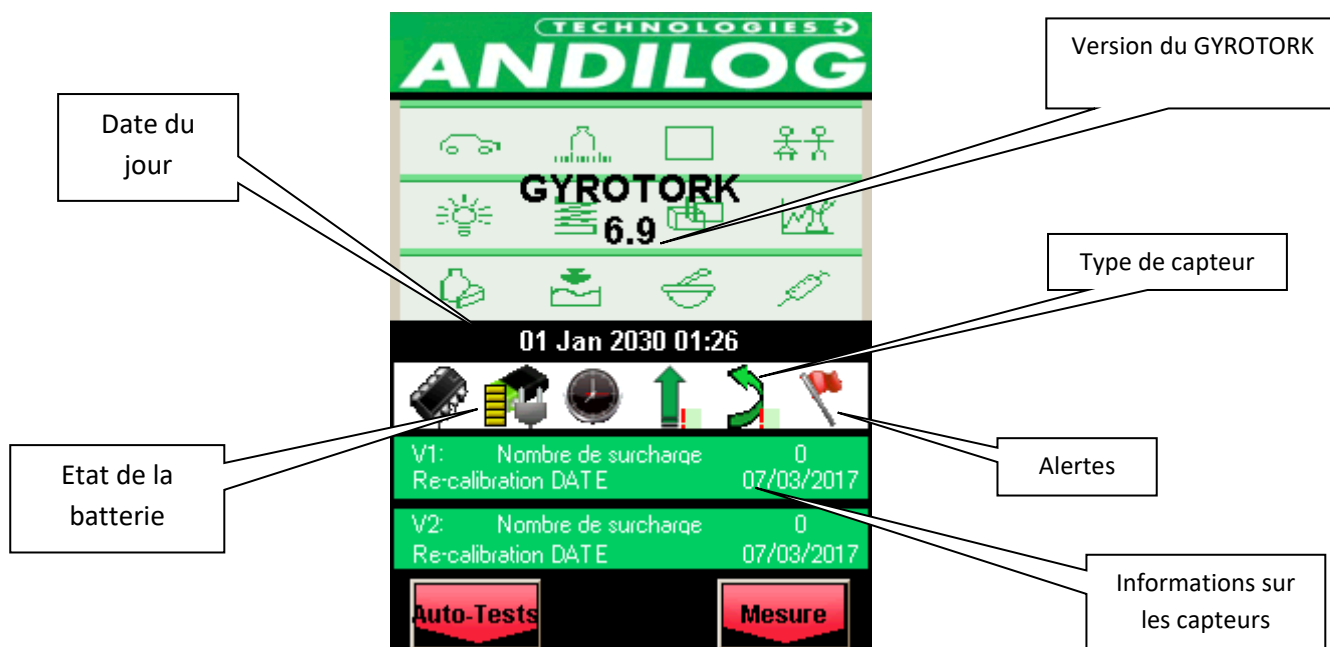 TECHNOLOGIES
ANDILOG
Version du GYROTORK
Date du
jour
GYROTORK
6.9
Type de capteur
01 Jan 2030 01:26
Etat de la
batterie
V1: Nombre de surcharge 0
Re-calibration DATE 07/03/2017
Alertes
V2: Nombre de surcharge 0
Re-calibration DATE 07/03/2017
Informations sur
les capteurs
Auto-Tests
Mesure